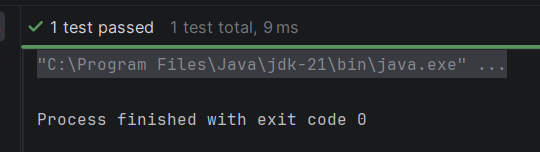 1 test passed 1 test total, 9 ms
"C:\Program Files\Java\jdk-21\bin\java.exe" ...
Process finished with exit code 0